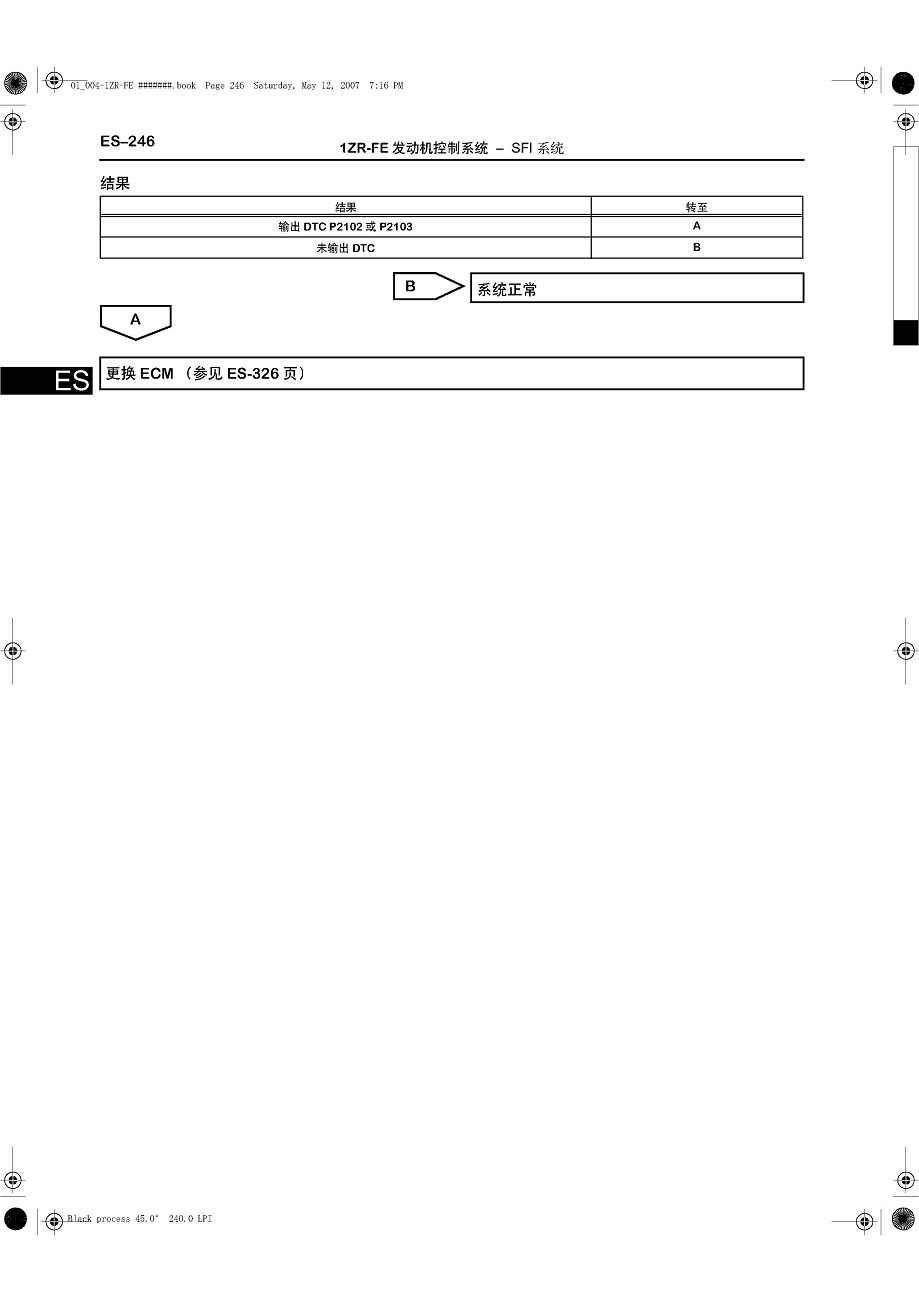 01_004-1ZR-FE #######.book Page 246 Saturday, May 12, 2007 7:16 PM
ES–246
1ZR-FE 发动机控制系统 – SFI 系统
结果
结果 转至
输出 DTC P2102 或 P2103 A
未输出 DTC B
B 系统正常
A
ES 更换 ECM （参见 ES-326 页）
Black process 45.0° 240.0 LPI